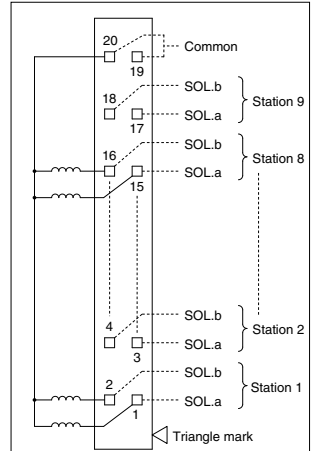 20
Common
19
18
SOL.b
SOL.a
Station 9
17
16
SOL.b
SOL.a
Station 8
15
4
SOL.b
SOL.a
Station 2
3
2
SOL.b
SOL.a
Station 1
1
Triangle mark